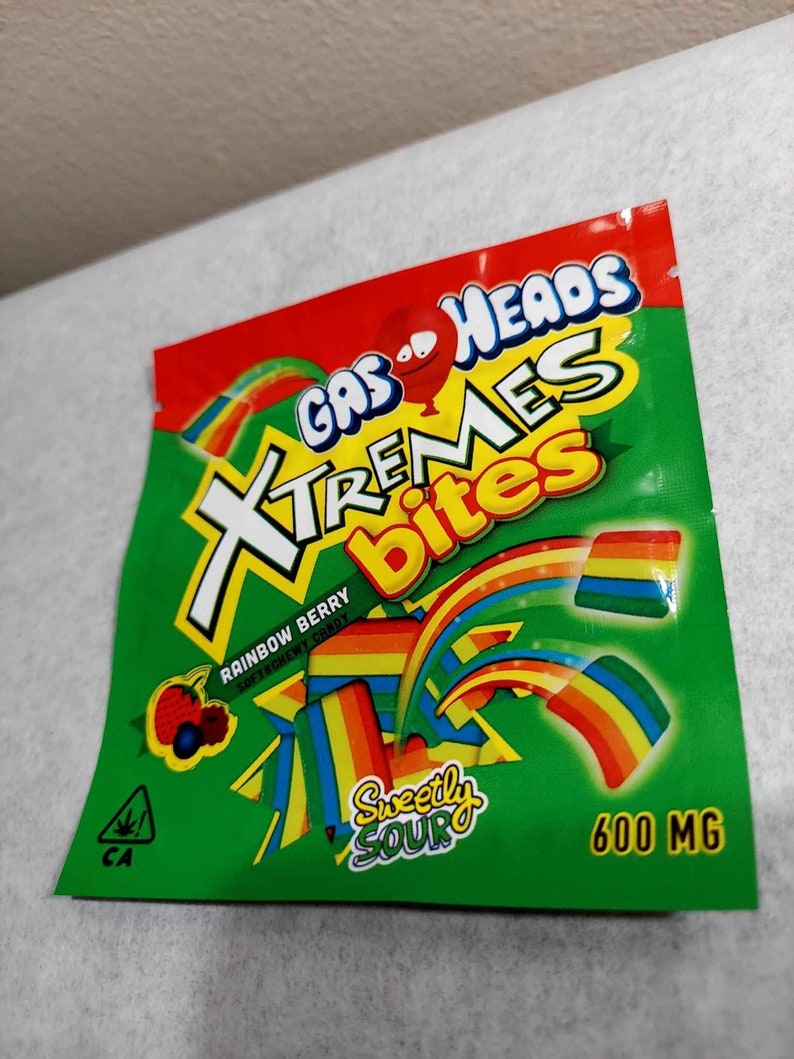 GAS HEADS
XTREMES
bites
RAINBOW BERRY
SOFT&CHEWY CANDY
Sweetly
SOUR
600 MG
CA